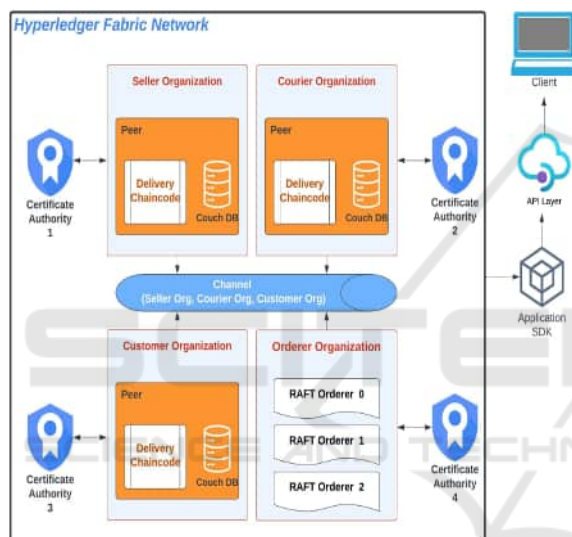 Hyperledger Fabric Network
Seller Organization
Peer
Delivery
Chaincode
Couch DB
Certificate
Authority
1
Courier Organization
Peer
Delivery
Chaincode
Couch DB
Certificate
Authority
2
Channel
(Seller Org, Courier Org, Customer Org)
Customer Organization
Peer
Delivery
Chaincode
Couch DB
Certificate
Authority
3
Orderer Organization
RAFT Orderer 0
RAFT Orderer 1
RAFT Orderer 2
Certificate
Authority
4
Client
API Layer
Application
SDK
SCIENCE AND TECHN